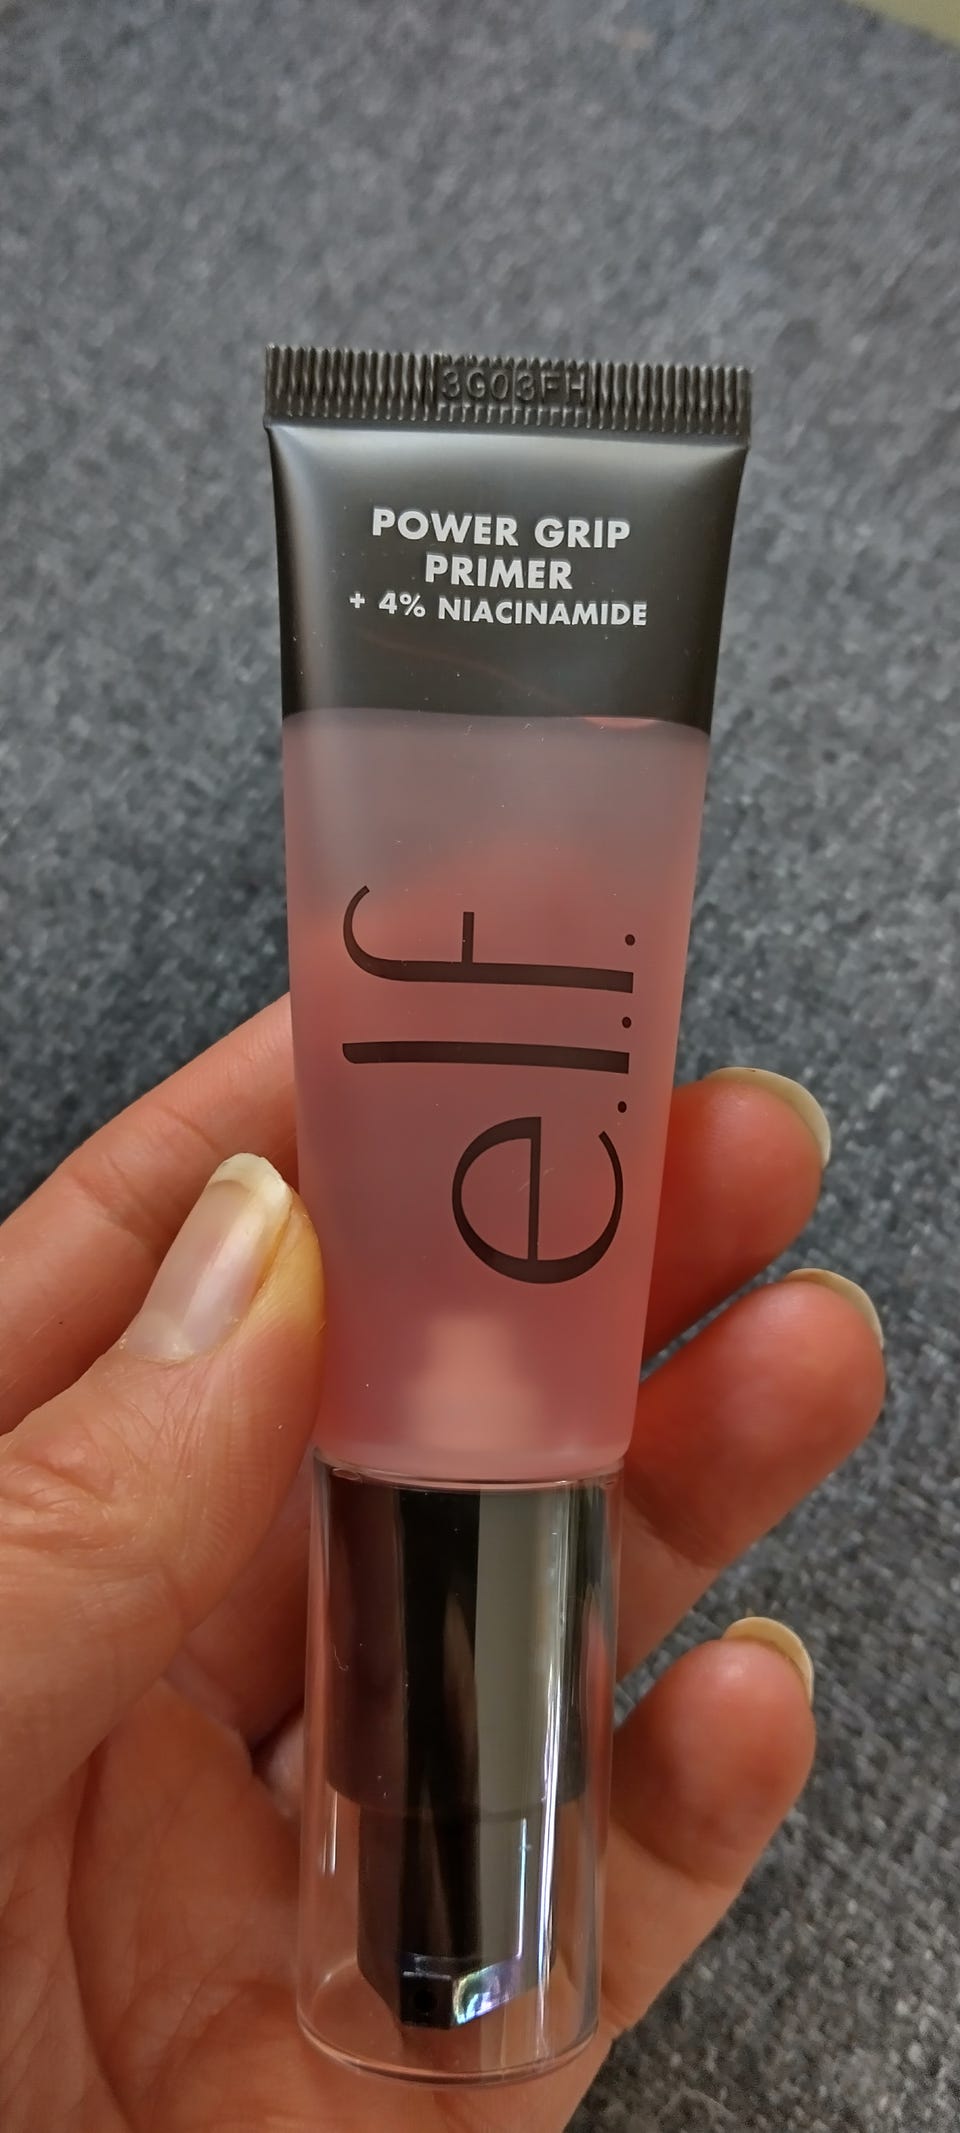 3G03FH
POWER GRIP
PRIMER
+ 4% NIACINAMIDE
e.l.f.